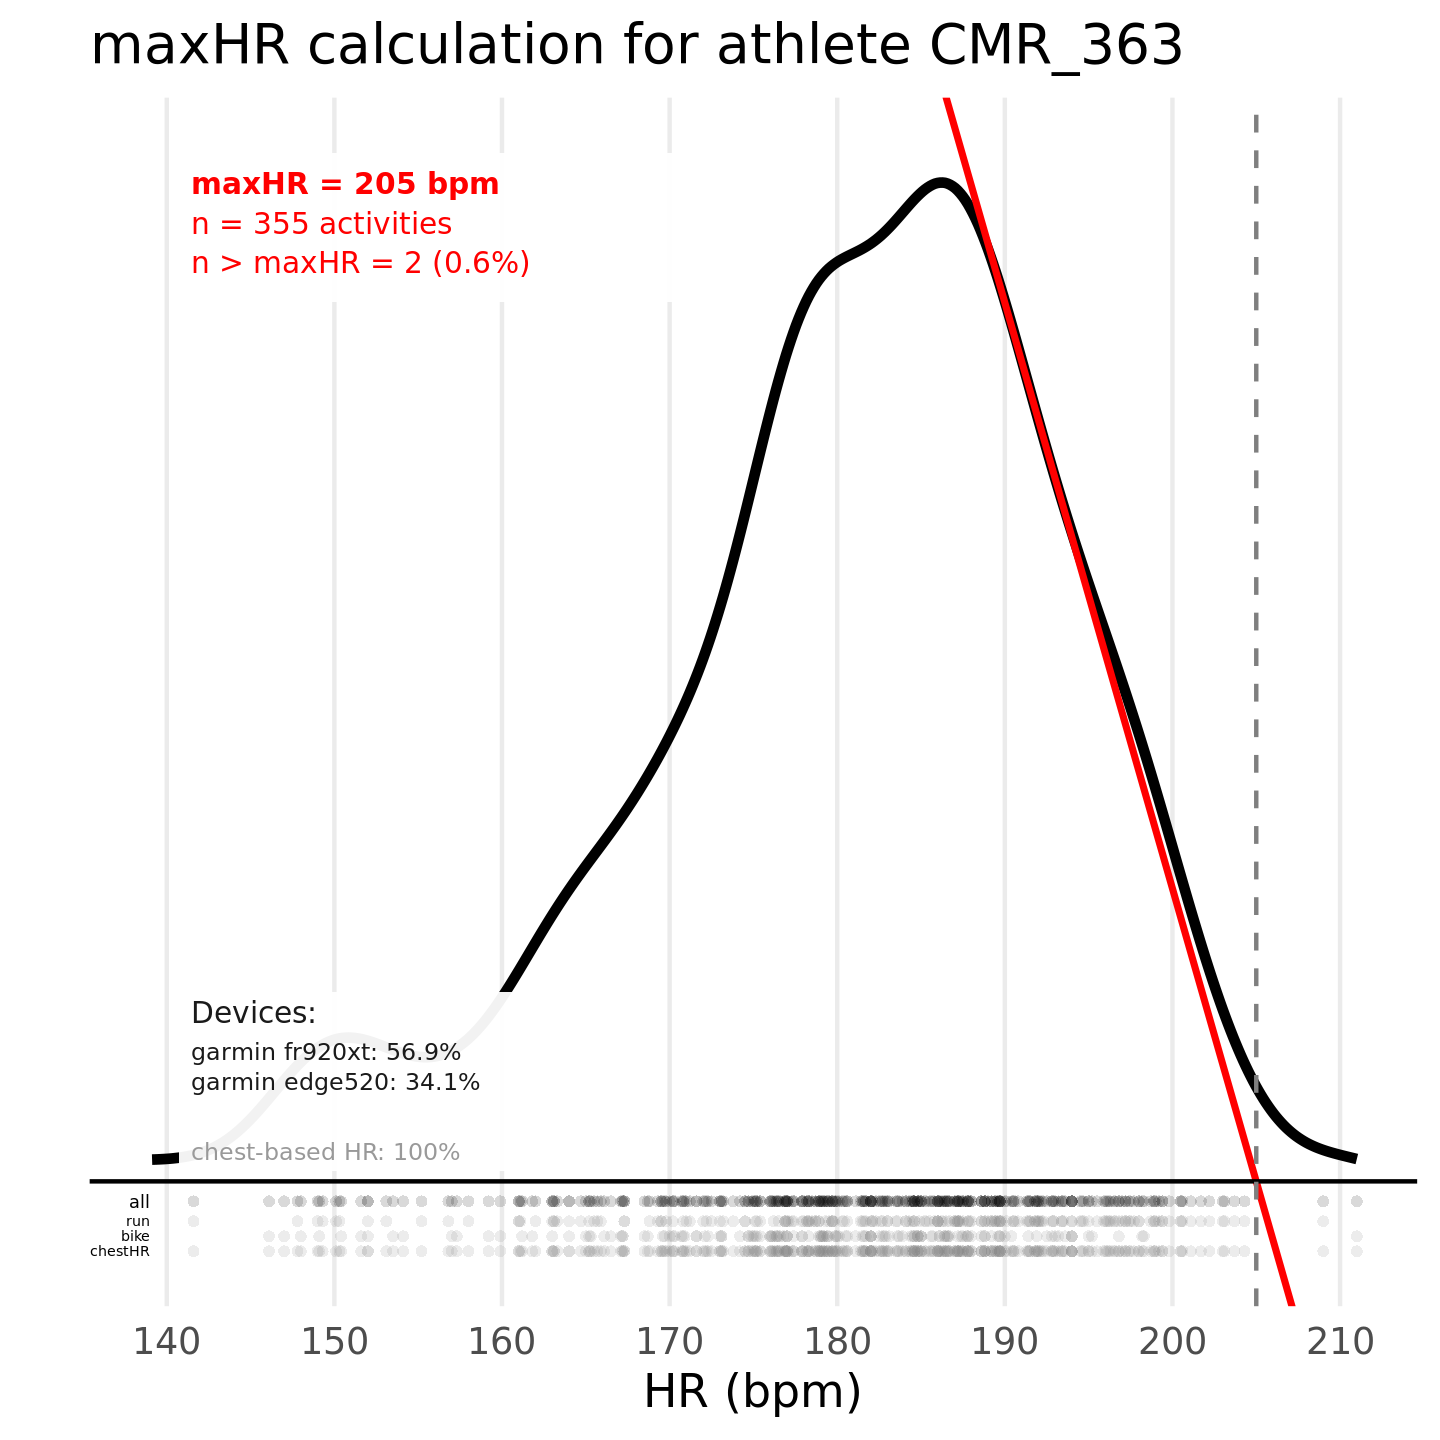 maxHR calculation for athlete CMR_363
maxHR = 205 bpm
n = 355 activities
n > maxHR = 2 (0.6%)
Devices:
garmin fr920xt: 56.9%
garmin edge520: 34.1%
chest-based HR: 100%
all
run
bike
chestHR
140 150 160 170 180 190 200 210
HR (bpm)